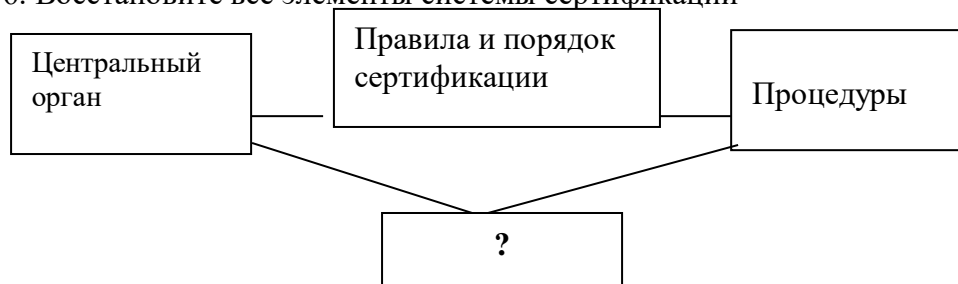 6. Восстановите все элементы системы сертификации
Правила и порядок
сертификации
Центральный
орган
Процедуры
?